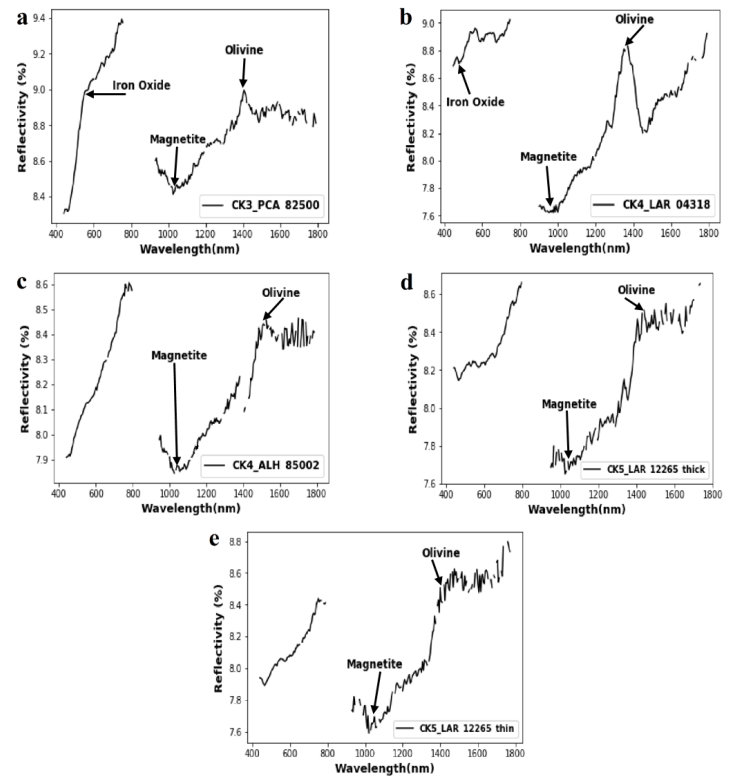 a
9.4
9.2
9.0
8.8
8.6
8.4
Reflectivity (%)
Olivine
Iron Oxide
Magnetite
CK3_PCA 82500
400 600 800 1000 1200 1400 1600 1800
Wavelength(nm)
b
9.0
8.8
8.6
8.4
8.2
8.0
7.8
7.6
Reflectivity (%)
Olivine
Iron Oxide
Magnetite
CK4_LAR 04318
400 600 800 1000 1200 1400 1600 1800
Wavelength(nm)
c
8.6
8.5
8.4
8.3
8.2
8.1
8.0
7.9
Reflectivity (%)
Olivine
Magnetite
CK4_ALH 85002
400 600 800 1000 1200 1400 1600 1800
Wavelength(nm)
d
8.6
8.4
8.2
8.0
7.8
7.6
Reflectivity (%)
Olivine
Magnetite
CK5_LAR 12265 thick
400 600 800 1000 1200 1400 1600 1800
Wavelength(nm)
e
8.8
8.6
8.4
8.2
8.0
7.8
7.6
Reflectivity (%)
Olivine
Magnetite
CK5_LAR 12265 thin
400 600 800 1000 1200 1400 1600 1800
Wavelength(nm)